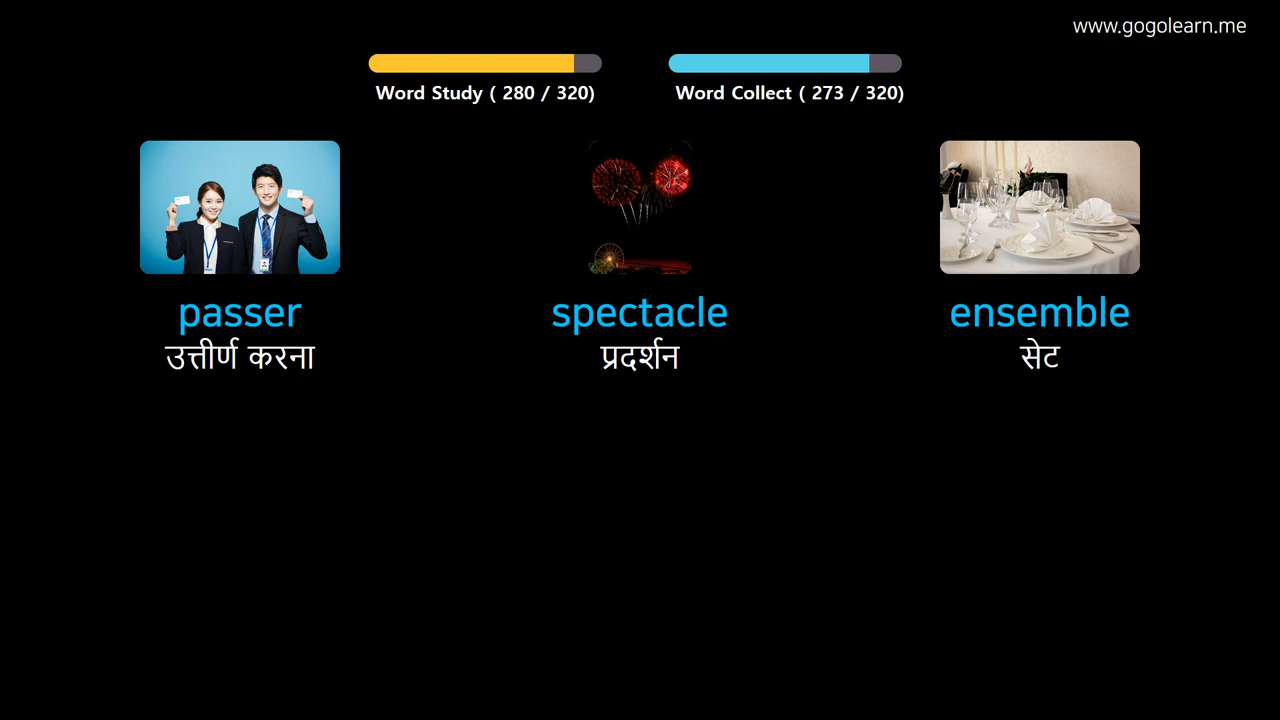 www.gogolearn.me
Word Study ( 280 / 320)
Word Collect ( 273 / 320)
passer
उत्तीर्ण करना
spectacle
प्रदर्शन
ensemble
सेट